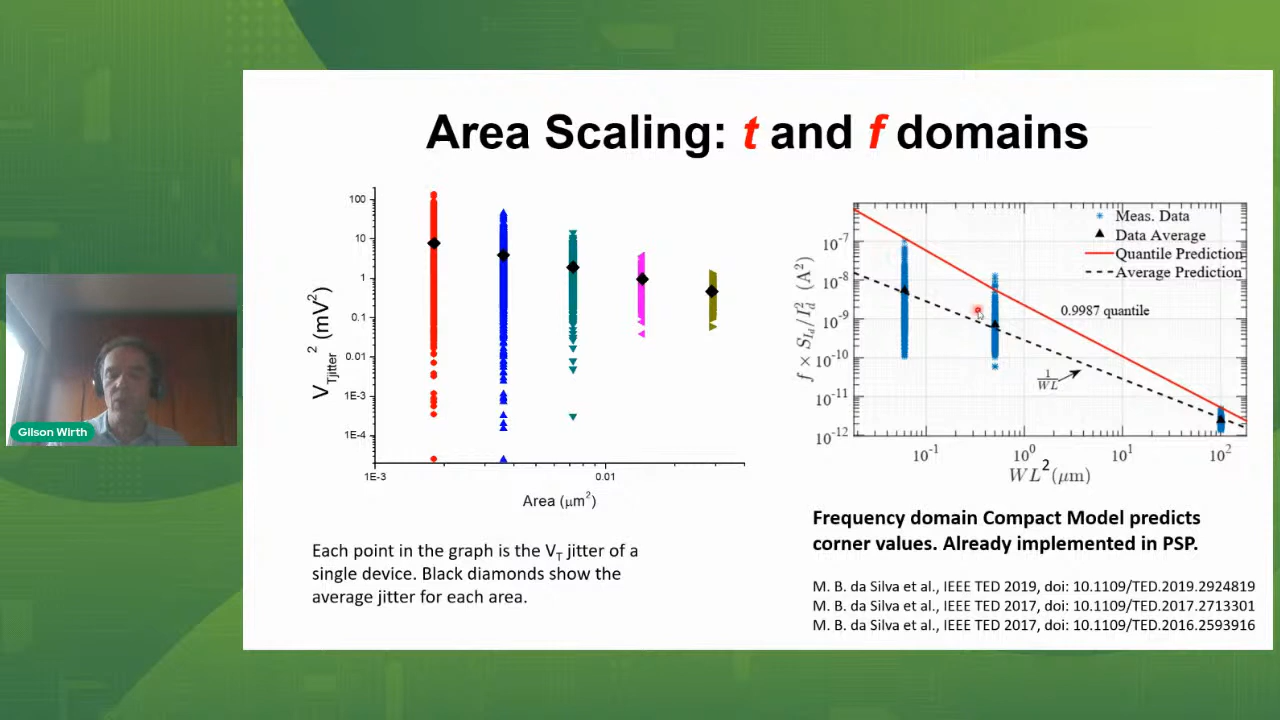 Area Scaling: t and f domains
100
10
1
0.1
0.01
1E-3
1E-4
1E-3
0.01
V_Tjitter² (mV²)
Area (μm²)
Each point in the graph is the V_T jitter of a
single device. Black diamonds show the
average jitter for each area.
Meas. Data
Data Average
Quantile Prediction
Average Prediction
0.9987 quantile
1/WL
10⁻⁷
10⁻⁸
10⁻⁹
10⁻¹⁰
10⁻¹¹
10⁻¹²
10⁻¹
10⁰
10¹
10²
f × S_{I_d}/I_d² (A²)
WL²(μm)
Frequency domain Compact Model predicts
corner values. Already implemented in PSP.
M. B. da Silva et al., IEEE TED 2019, doi: 10.1109/TED.2019.2924819
M. B. da Silva et al., IEEE TED 2017, doi: 10.1109/TED.2017.2713301
M. B. da Silva et al., IEEE TED 2017, doi: 10.1109/TED.2016.2593916
Gilson Wirth